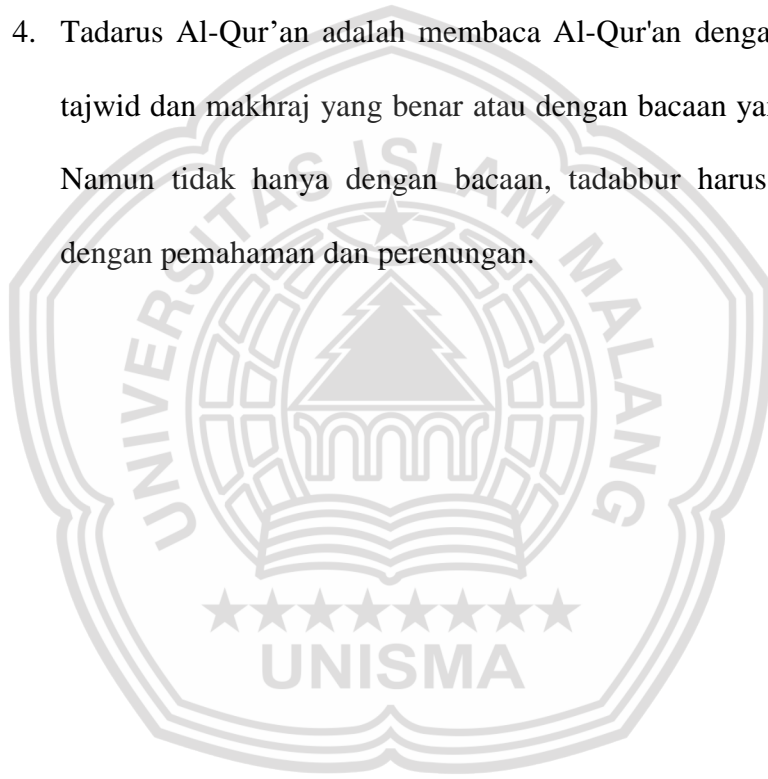 4. Tadarus Al-Qur’an adalah membaca Al-Qur'an denga
tajwid dan makhraj yang benar atau dengan bacaan ya
Namun tidak hanya dengan bacaan, tadabbur harus
dengan pemahaman dan perenungan.
UNIVERSITAS ISLAM MALANG
UNISMA